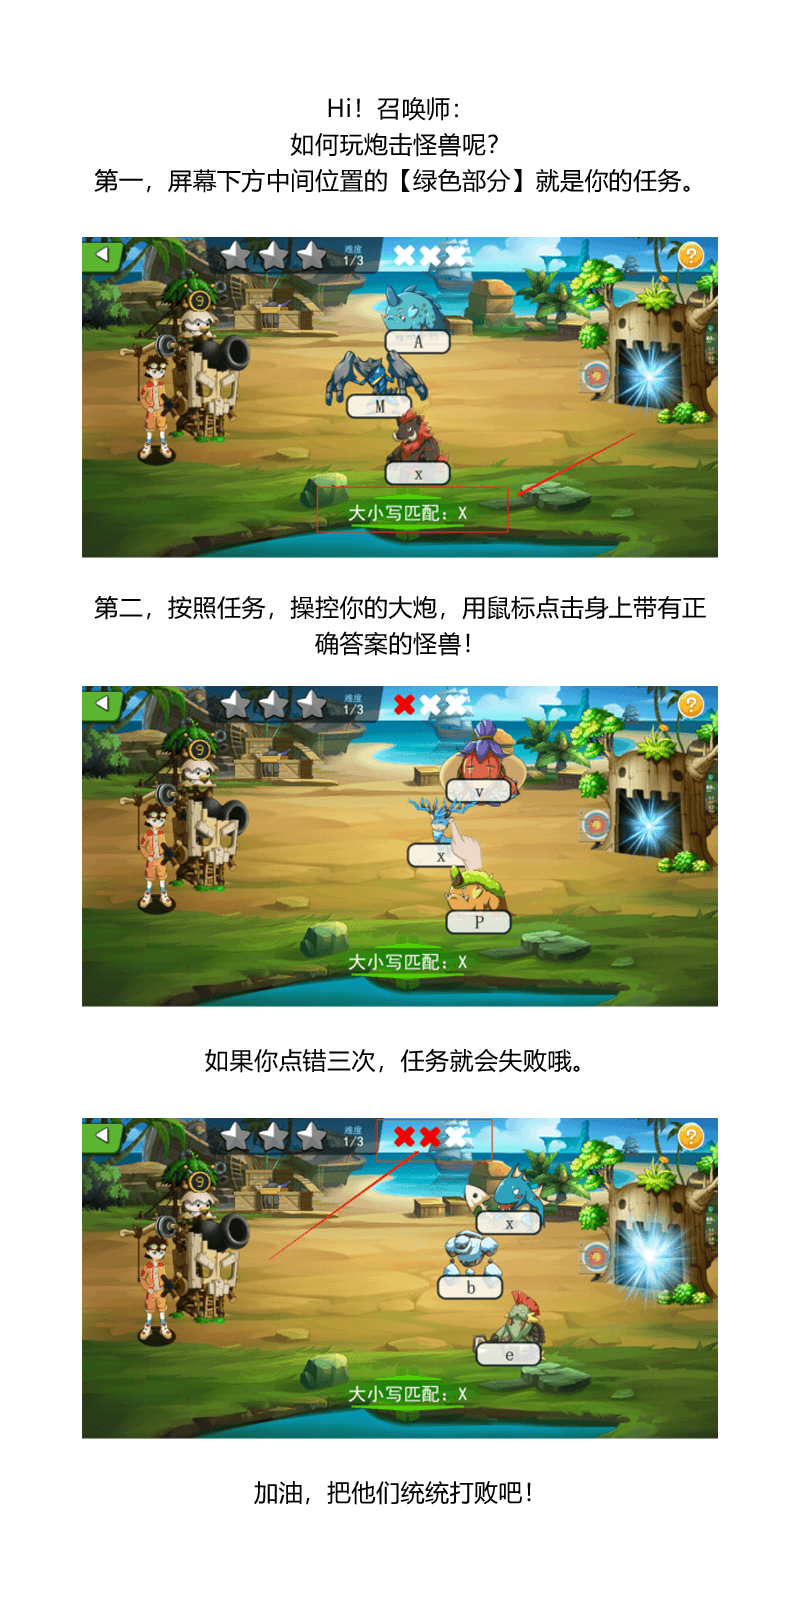 Hi！召唤师：
如何玩炮击怪兽呢？
第一，屏幕下方中间位置的【绿色部分】就是你的任务。
难度
1/3
9
?
A
M
x
大小写匹配：X
第二，按照任务，操控你的大炮，用鼠标点击身上带有正
确答案的怪兽！
难度
1/3
9
?
v
x
P
大小写匹配：X
如果你点错三次，任务就会失败哦。
难度
1/3
9
?
x
b
e
大小写匹配：X
加油，把他们统统打败吧！